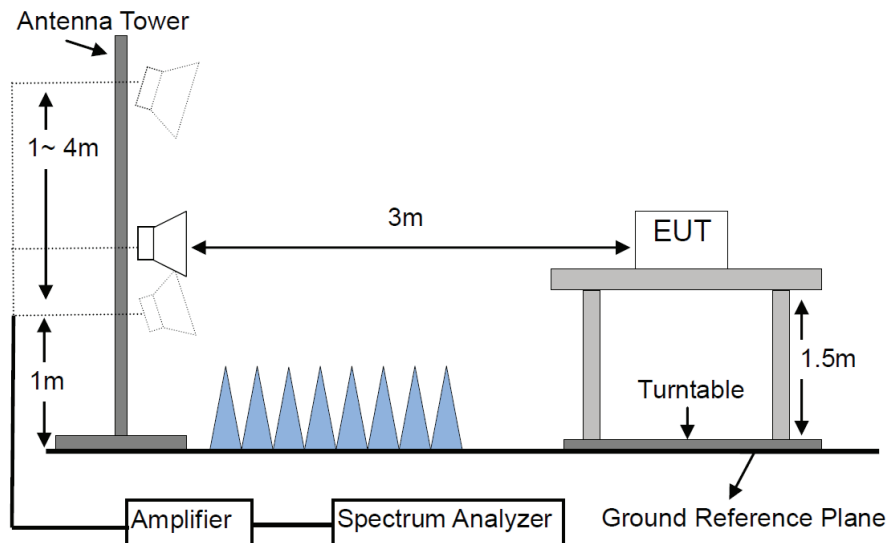 Antenna Tower
1~ 4m
3m
EUT
1m
1.5m
Turntable
Amplifier
Spectrum Analyzer
Ground Reference Plane